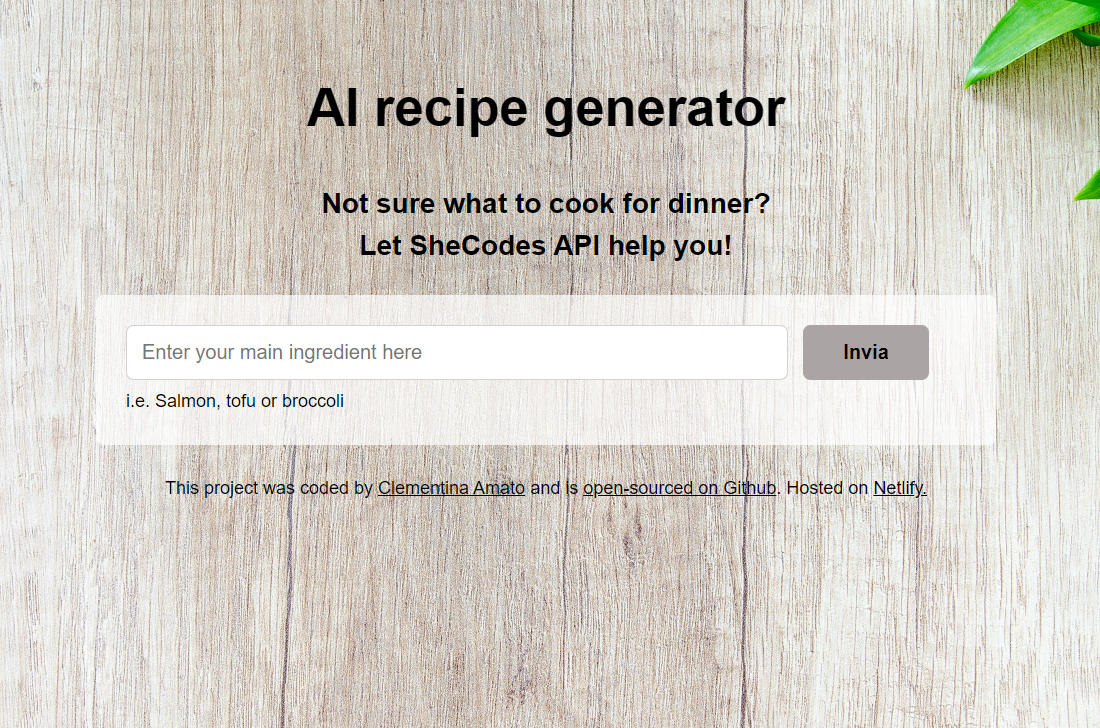 AI recipe generator
Not sure what to cook for dinner?
Let SheCodes API help you!
Enter your main ingredient here
Invia
i.e. Salmon, tofu or broccoli
This project was coded by Clementina Amato and is open-sourced on Github. Hosted on Netlify.